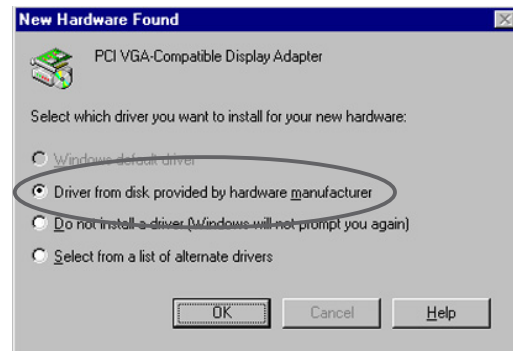 New Hardware Found
PCI VGA-Compatible Display Adapter
Select which driver you want to install for your new hardware:
Windows default driver
Driver from disk provided by hardware manufacturer
Do not install a driver (Windows will not prompt you again)
Select from a list of alternate drivers
OK Cancel Help